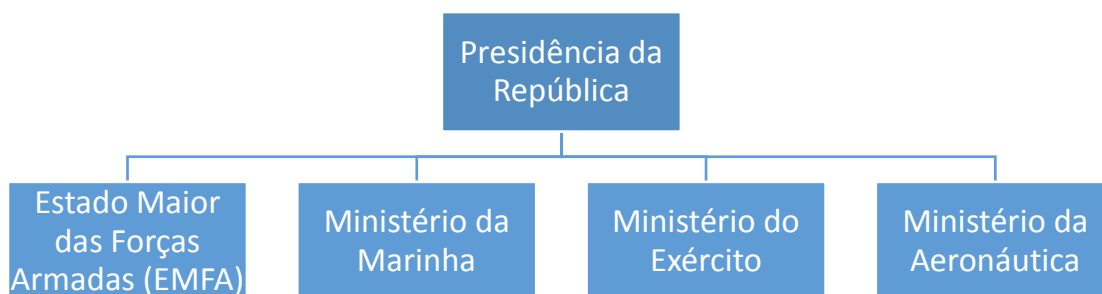 Presidência da
República
Estado Maior
das Forças
Armadas (EMFA)
Ministério da
Marinha
Ministério do
Exército
Ministério da
Aeronáutica